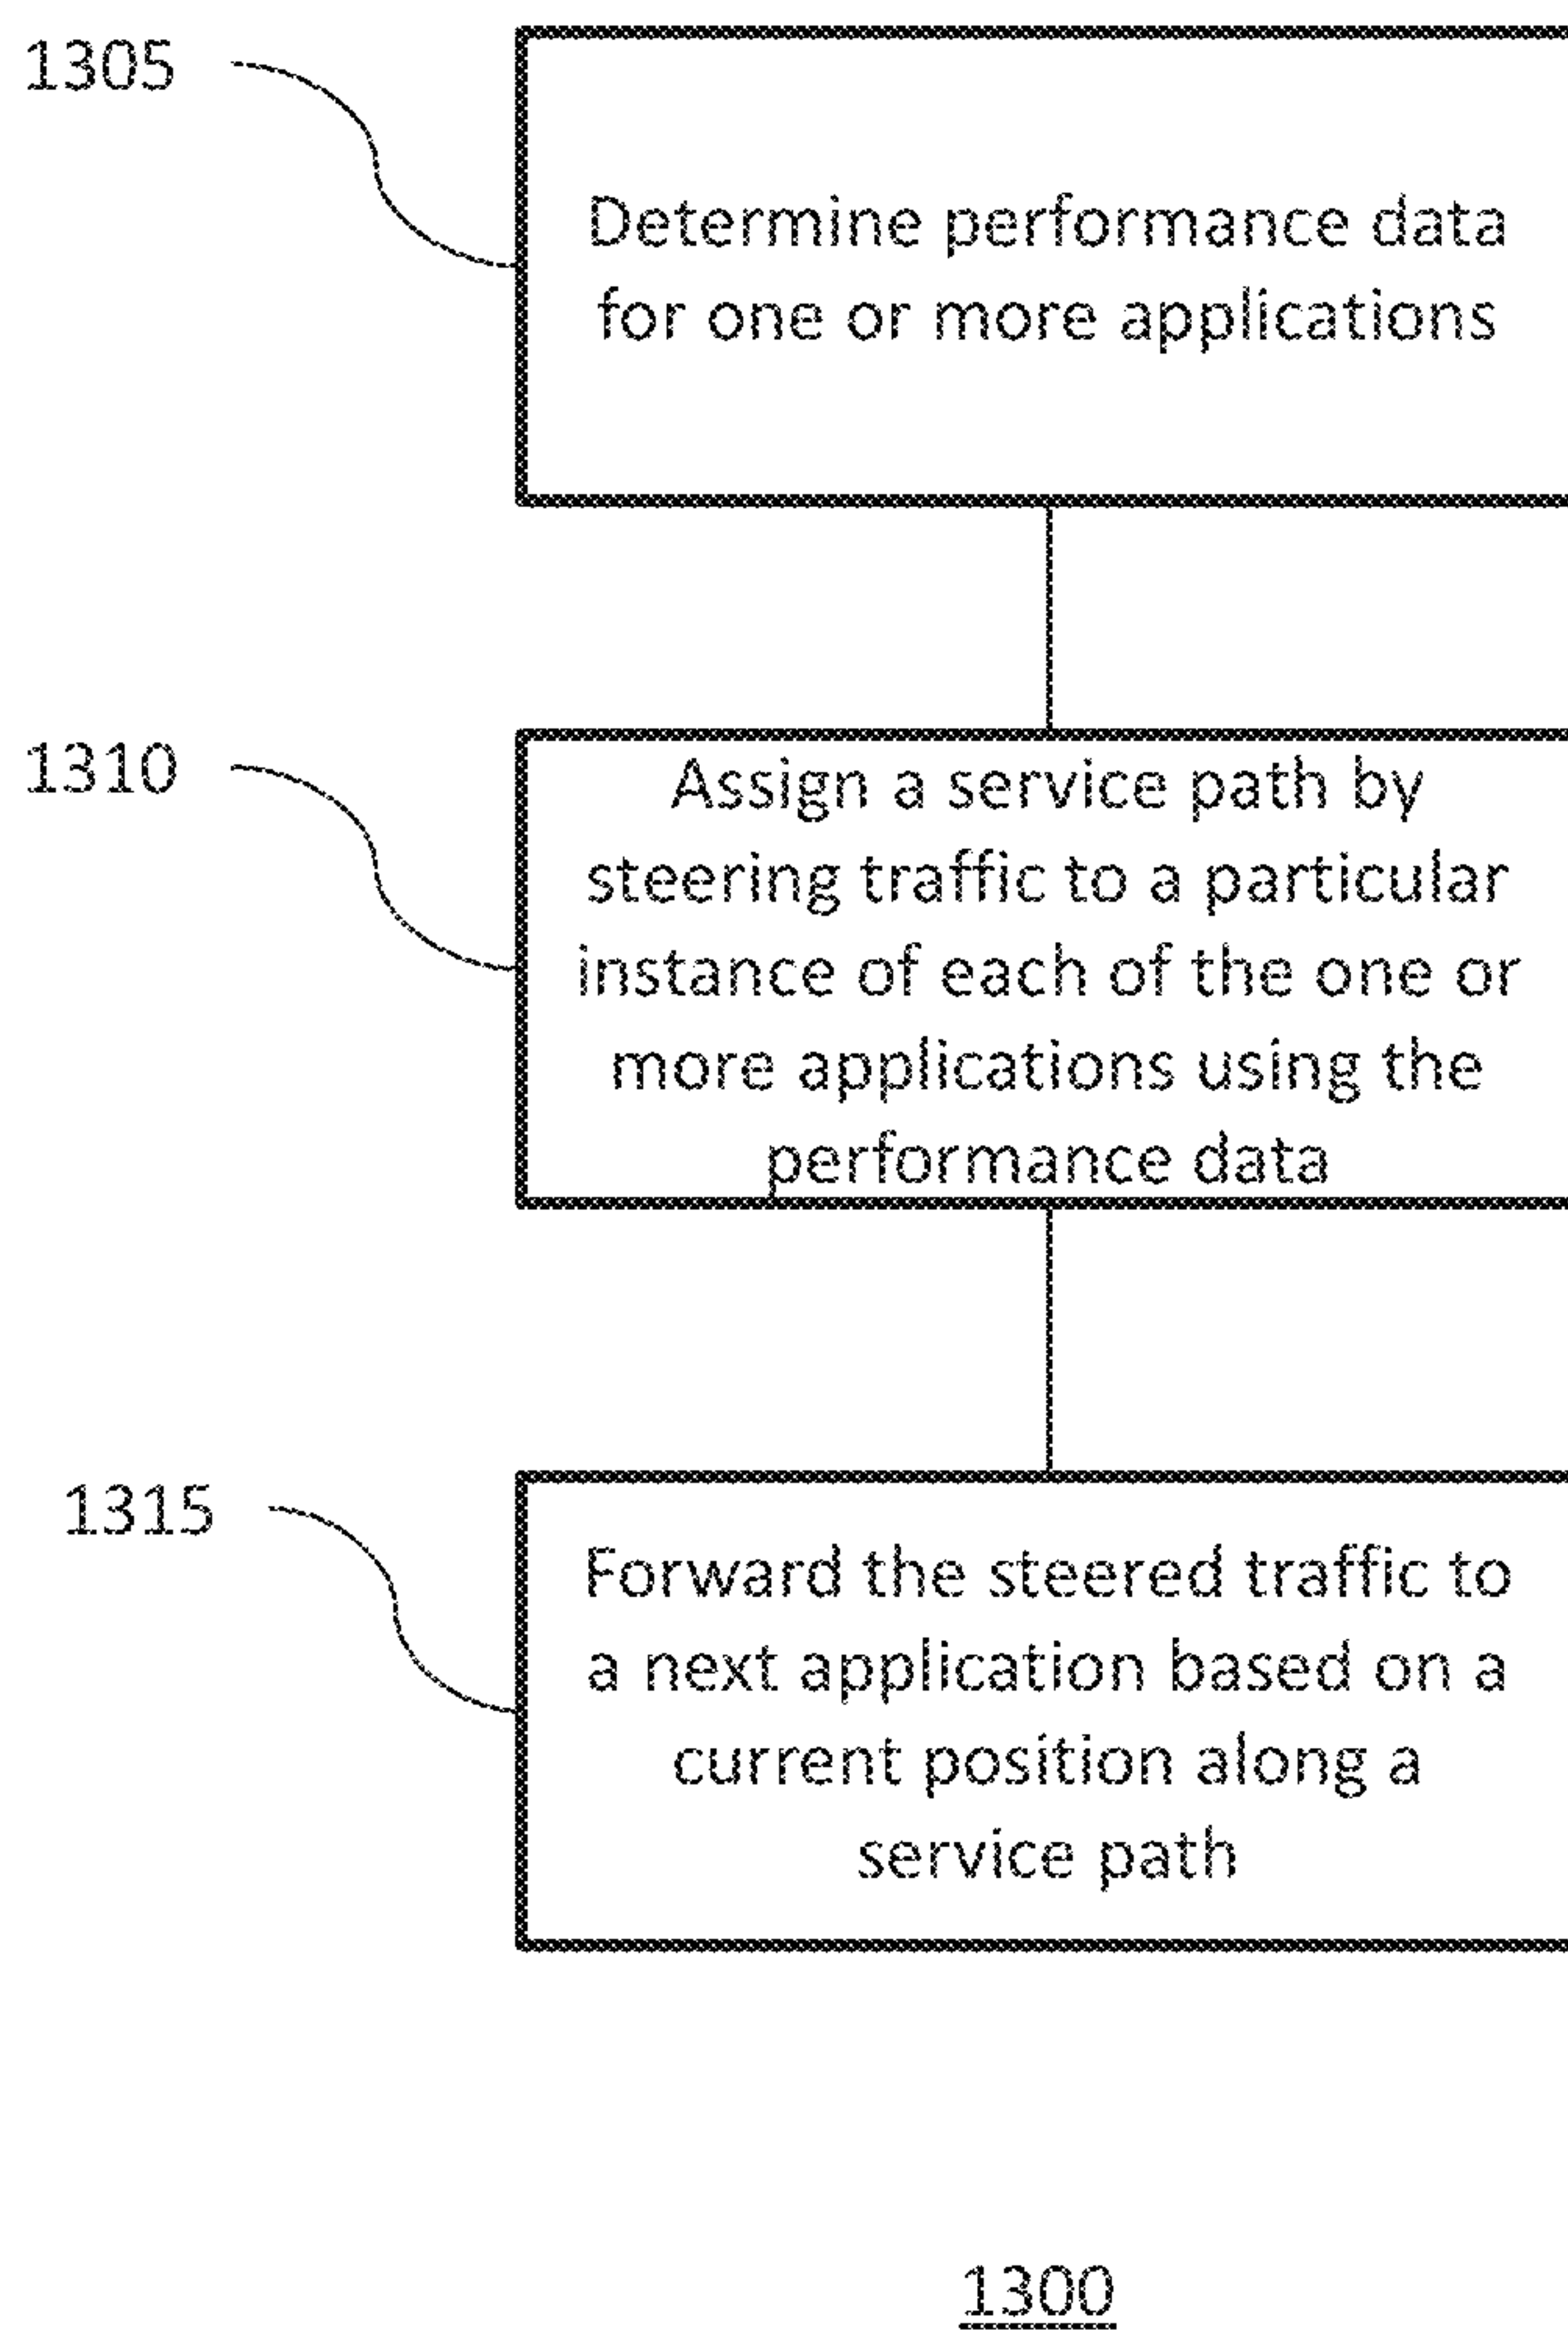 1305
Determine performance data
for one or more applications
1310
Assign a service path by
steering traffic to a particular
instance of each of the one or
more applications using the
performance data
1315
Forward the steered traffic to
a next application based on a
current position along a
service path
1300